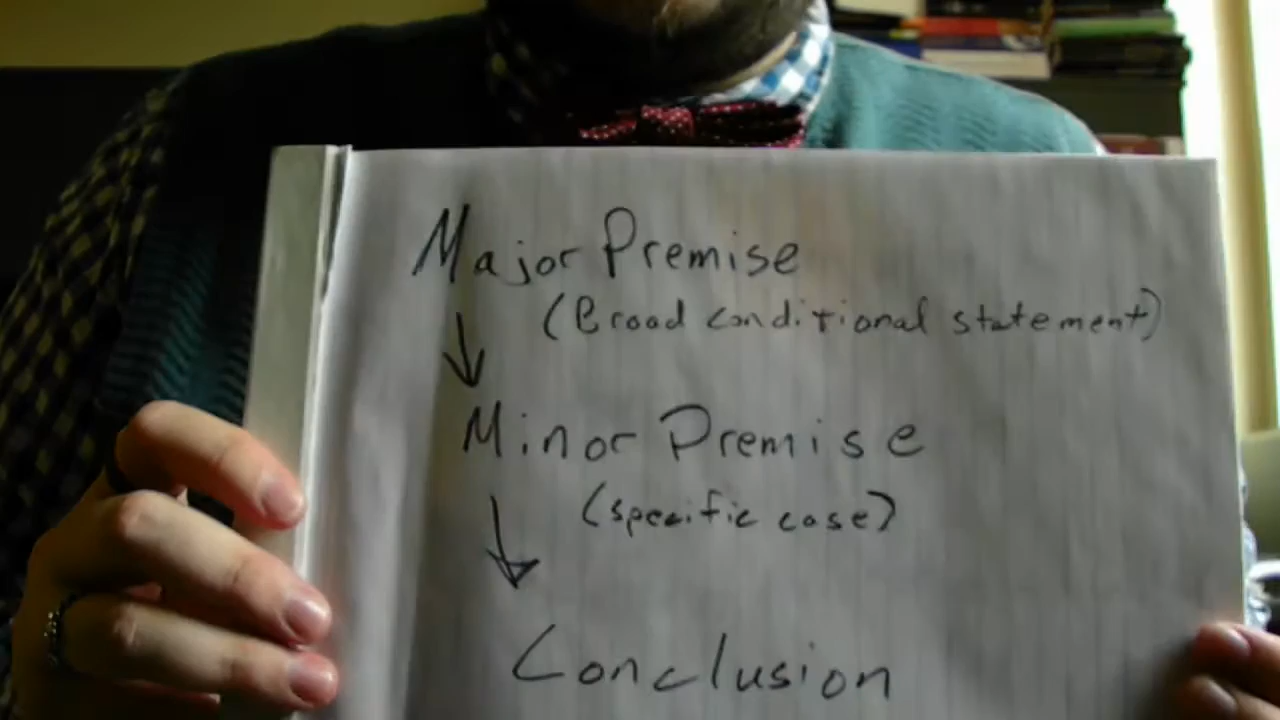 Major Premise
(Broad conditional statement)
Minor Premise
(specific case)
Conclusion